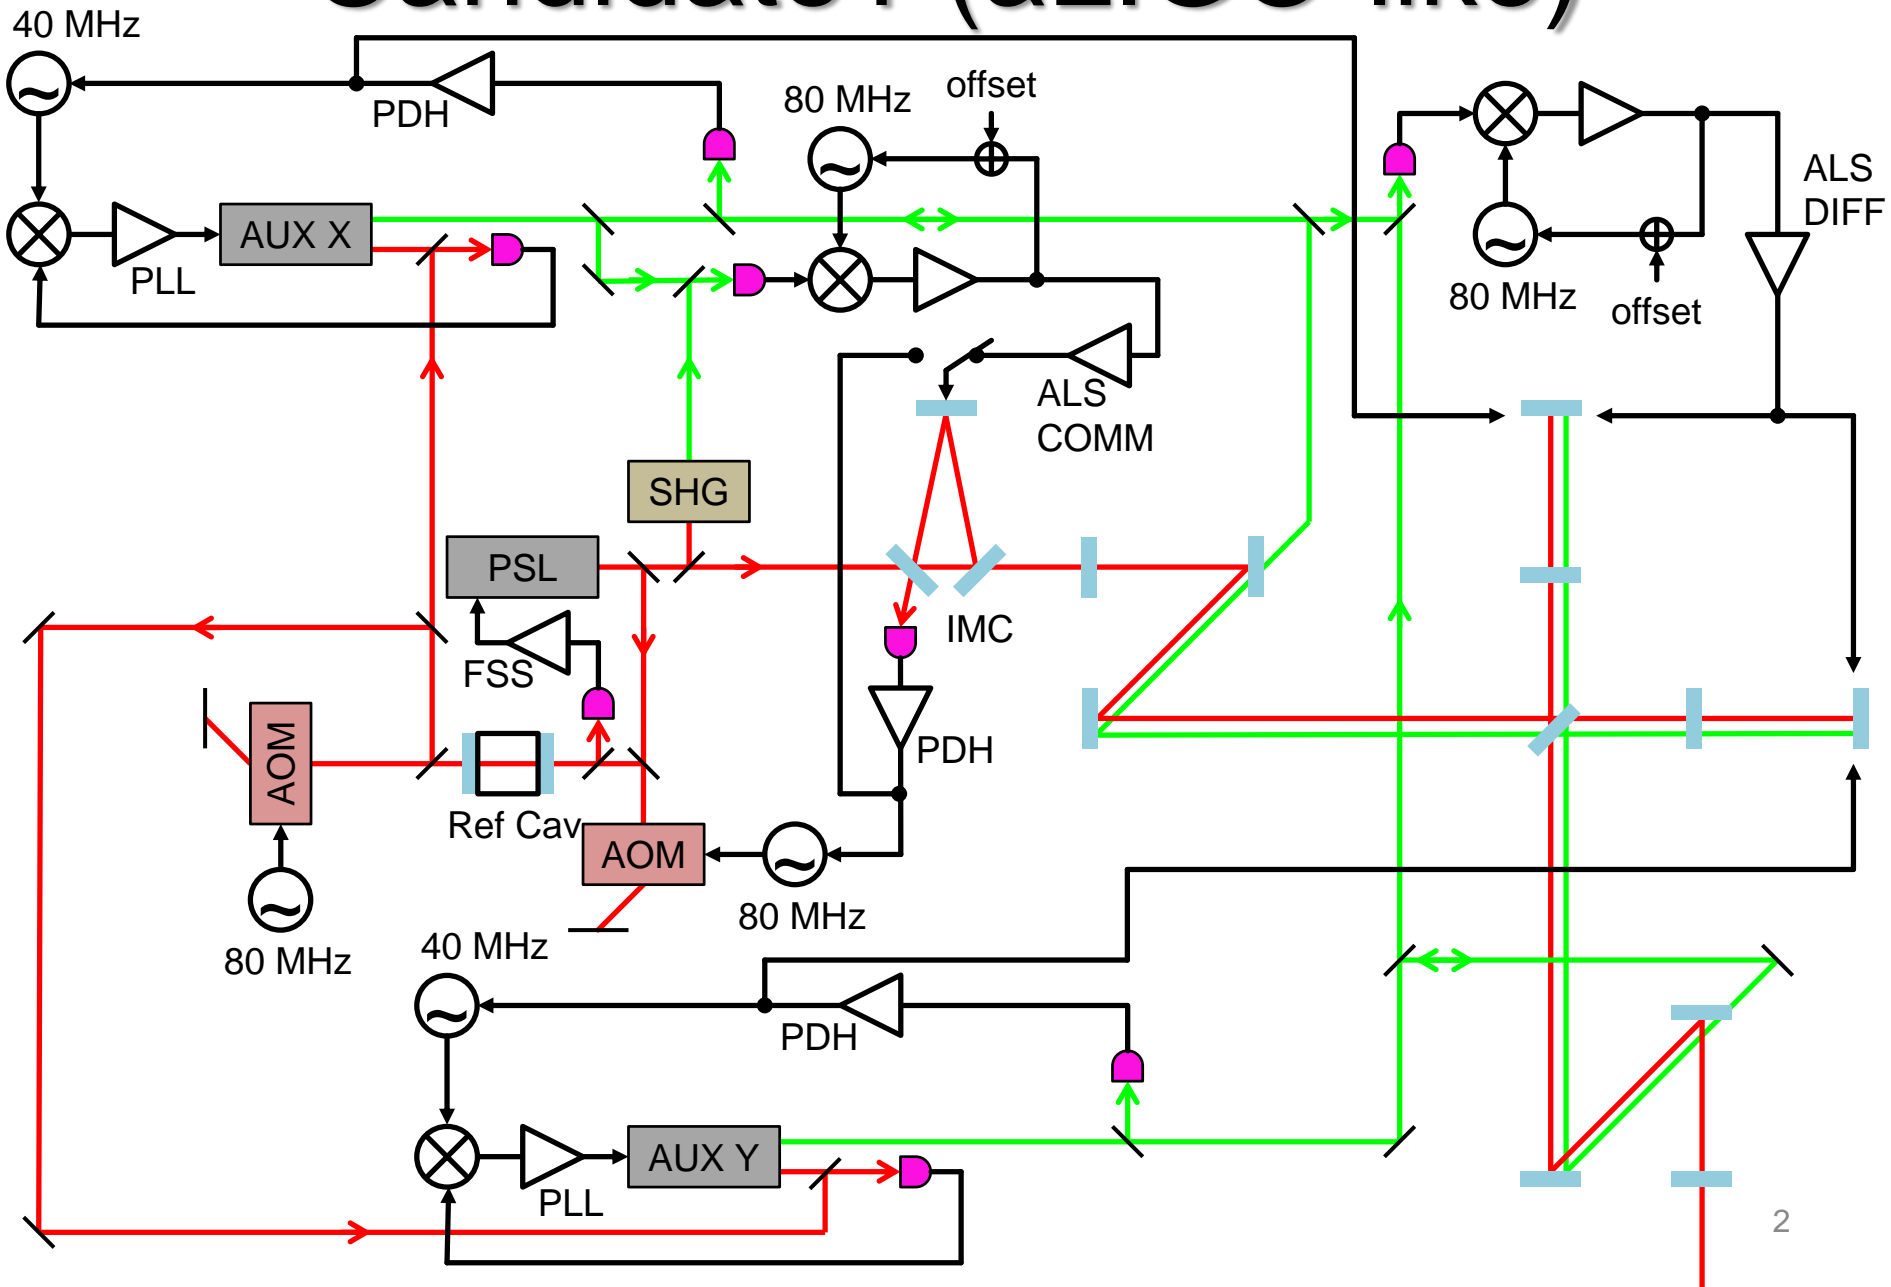 40 MHz
PDH
80 MHz
offset
ALS
DIFF
AUX X
PLL
80 MHz
offset
ALS
COMM
SHG
PSL
IMC
FSS
AOM
PDH
Ref Cav
AOM
80 MHz
80 MHz
40 MHz
PDH
AUX Y
PLL
2